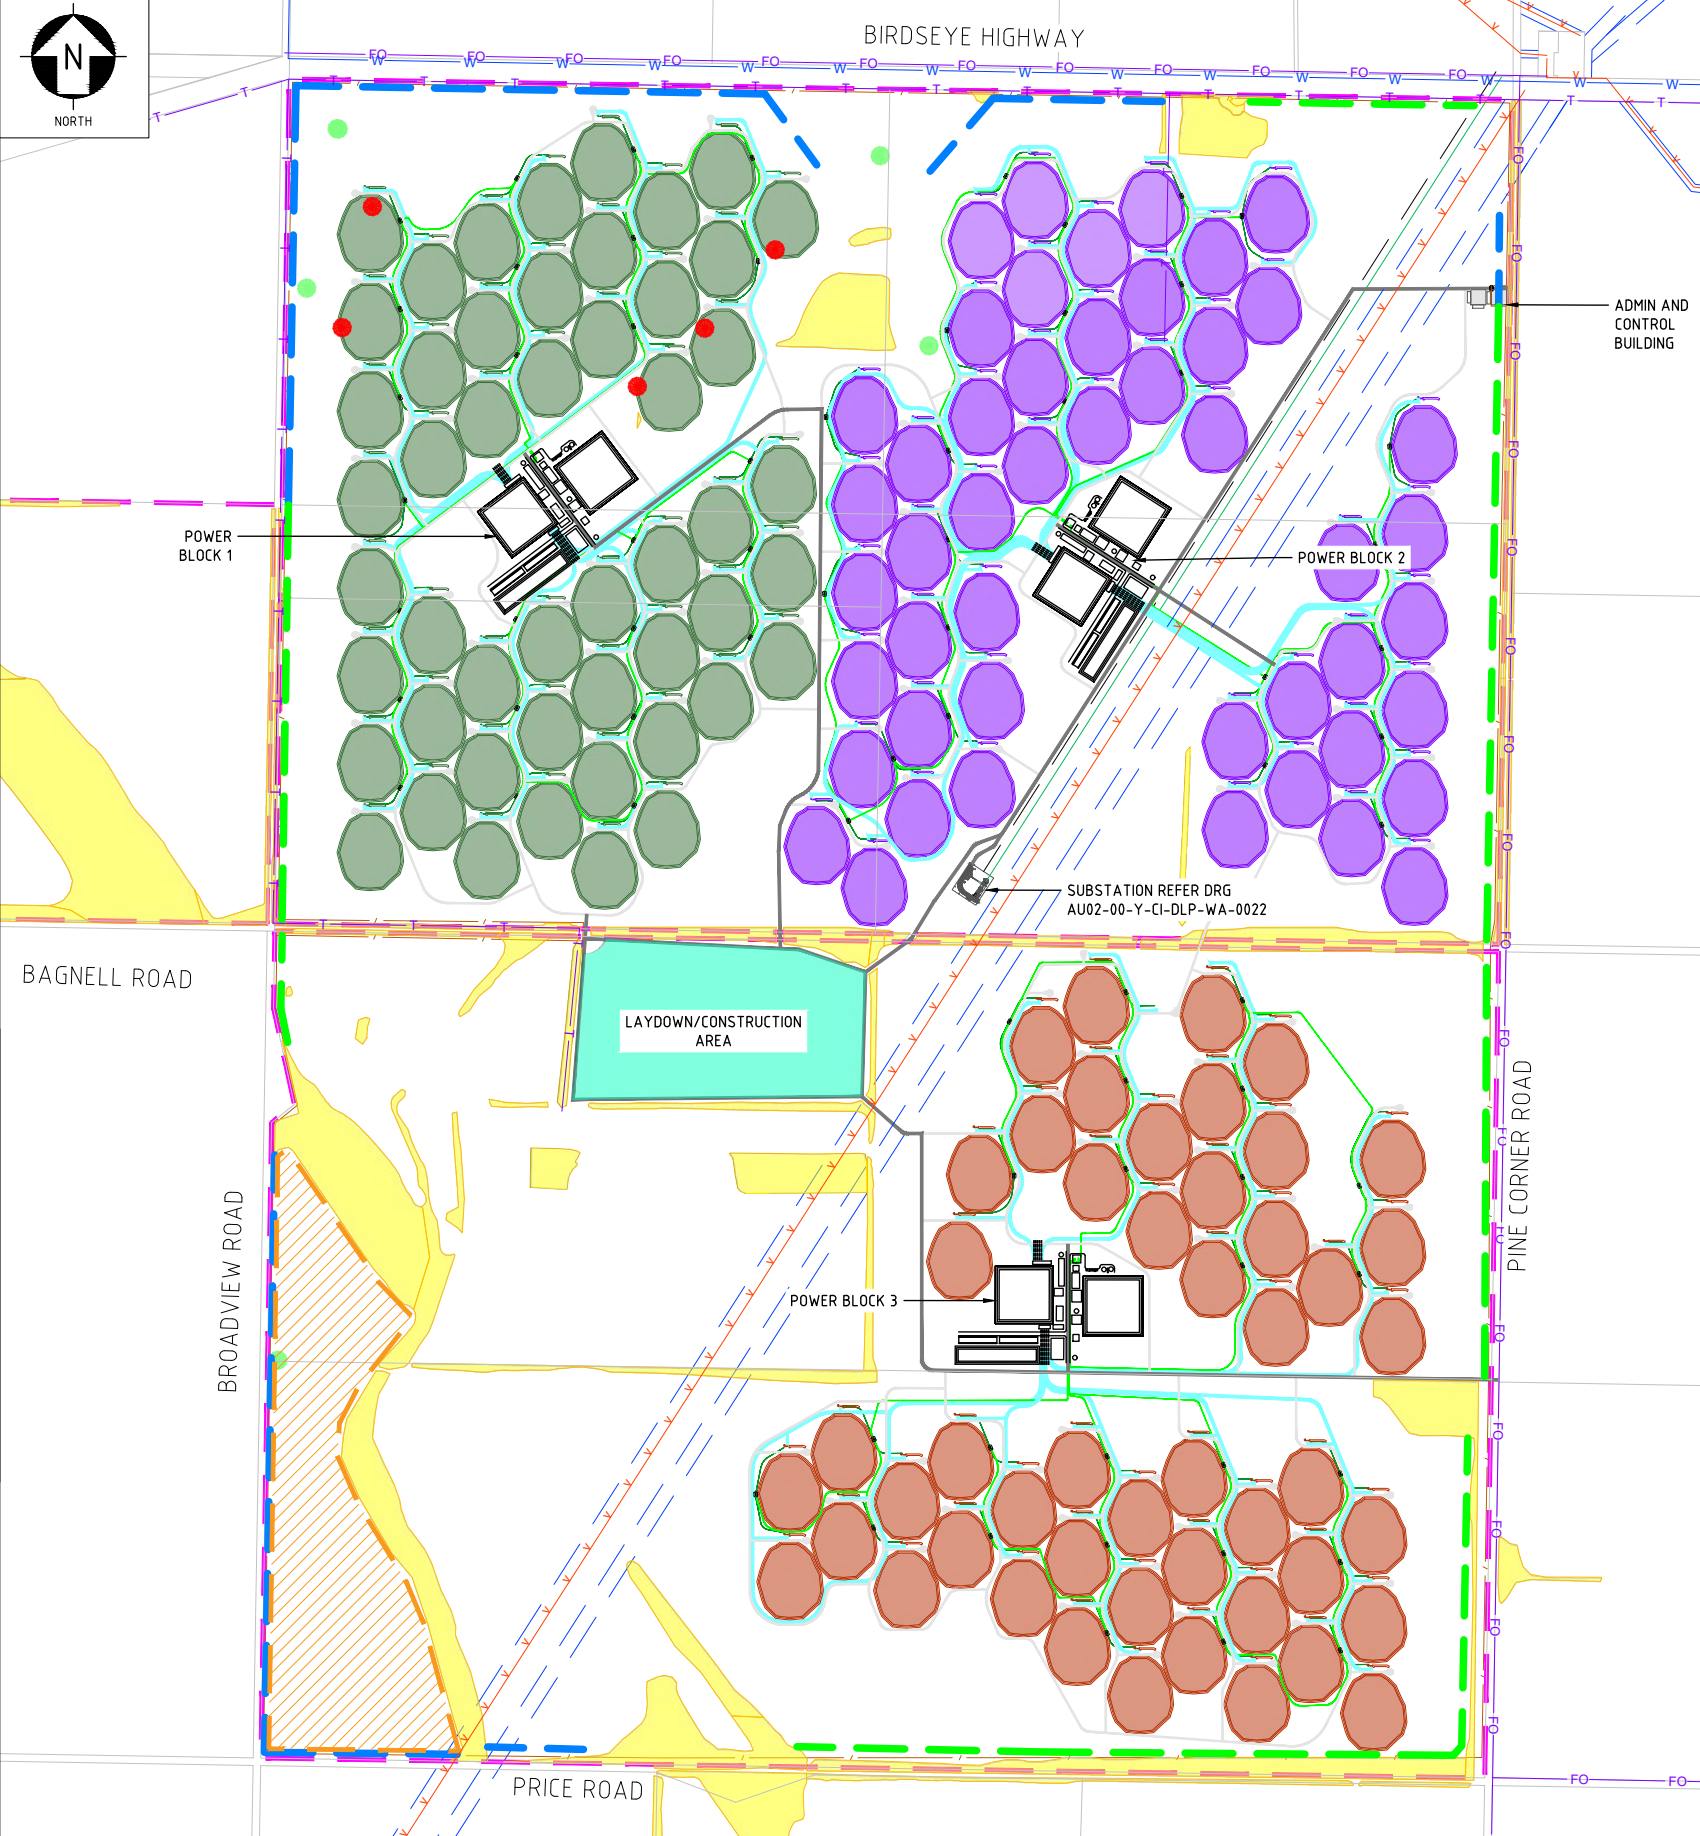 N
NORTH
BIRDSEYE HIGHWAY
ADMIN AND
CONTROL
BUILDING
POWER
BLOCK 1
POWER BLOCK 2
SUBSTATION REFER DRG
AU02-00-Y-CI-DLP-WA-0022
BAGNELL ROAD
LAYDOWN/CONSTRUCTION
AREA
PINE CORNER ROAD
BROADVIEW ROAD
POWER BLOCK 3
PRICE ROAD